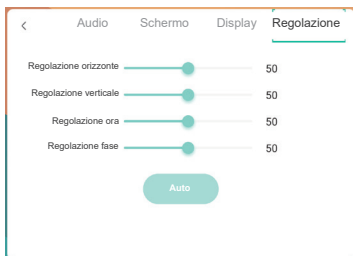 Audio Schermo Display Regolazione
Regolazione orizzonte 50
Regolazione verticale 50
Regolazione ora 50
Regolazione fase 50
Auto